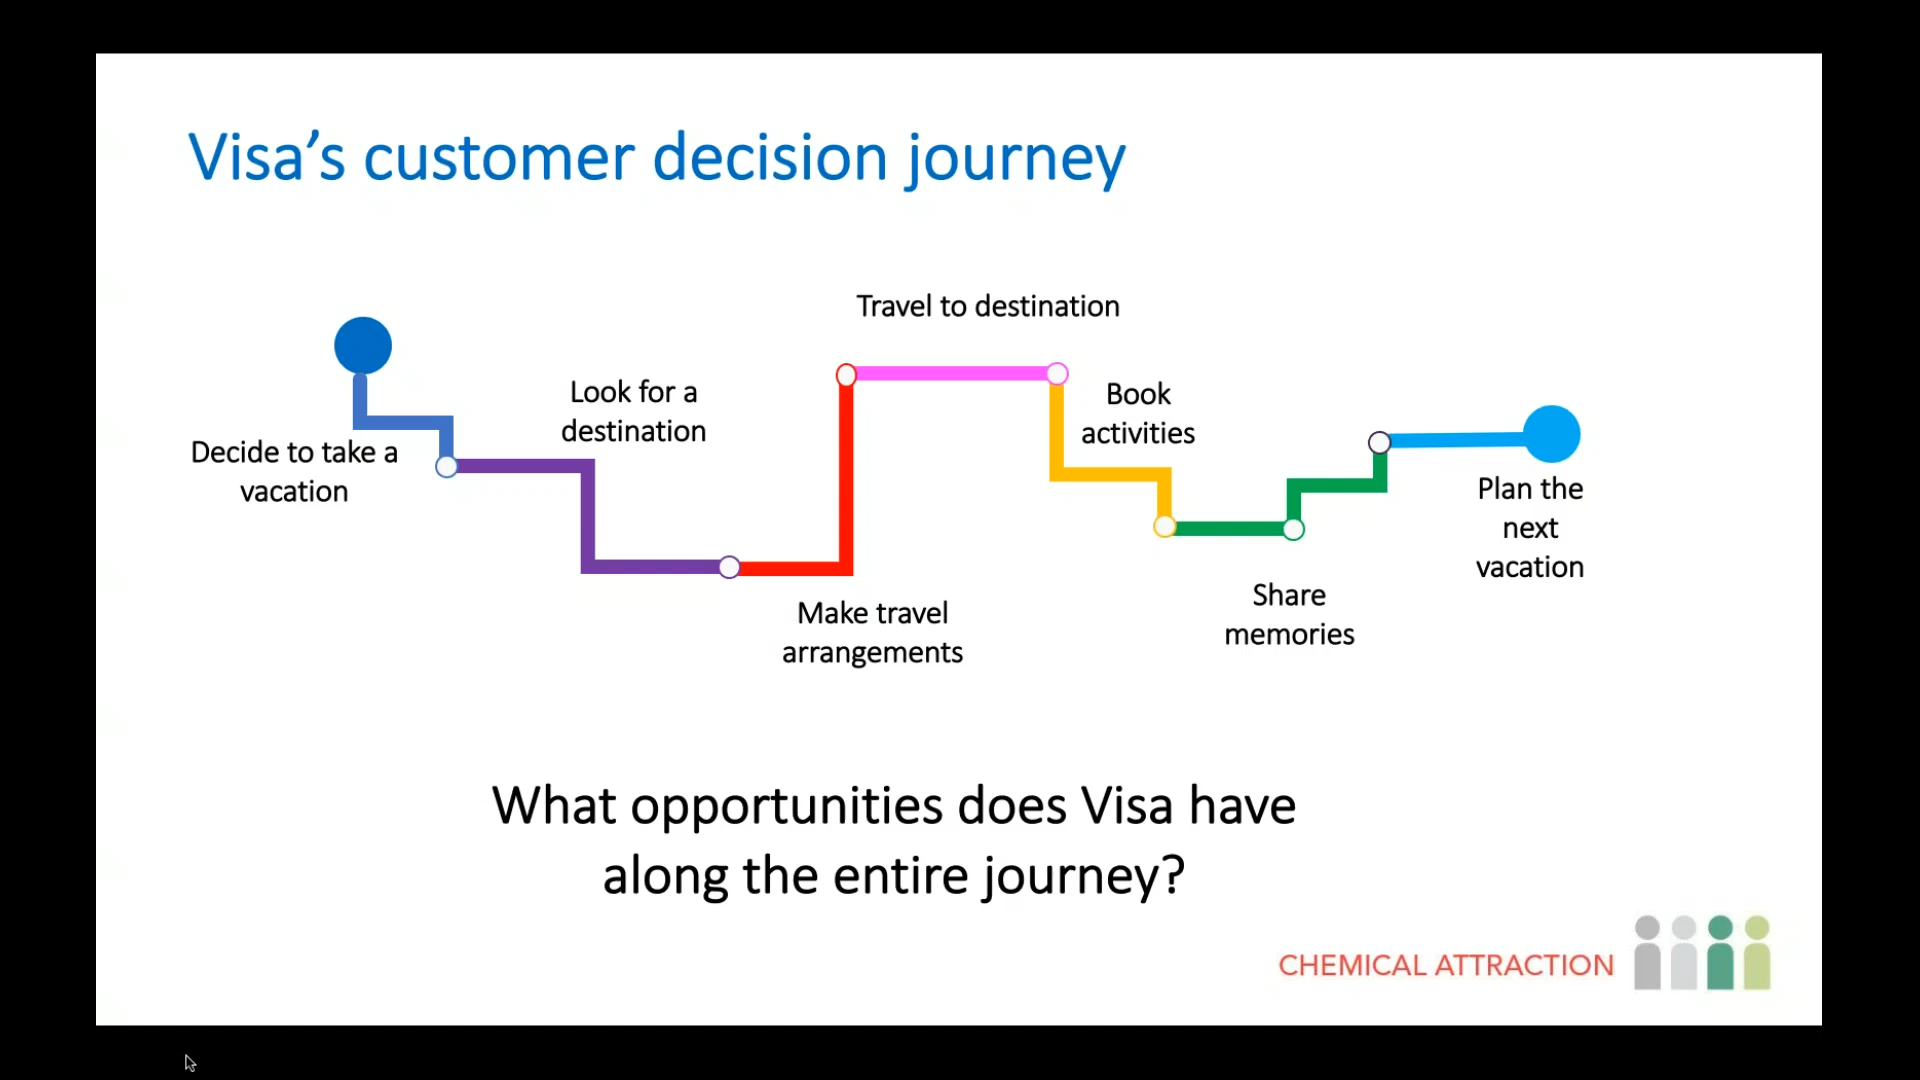 Visa’s customer decision journey
Decide to take a
vacation
Look for a
destination
Make travel
arrangements
Travel to destination
Book
activities
Share
memories
Plan the
next
vacation
What opportunities does Visa have
along the entire journey?
CHEMICAL ATTRACTION